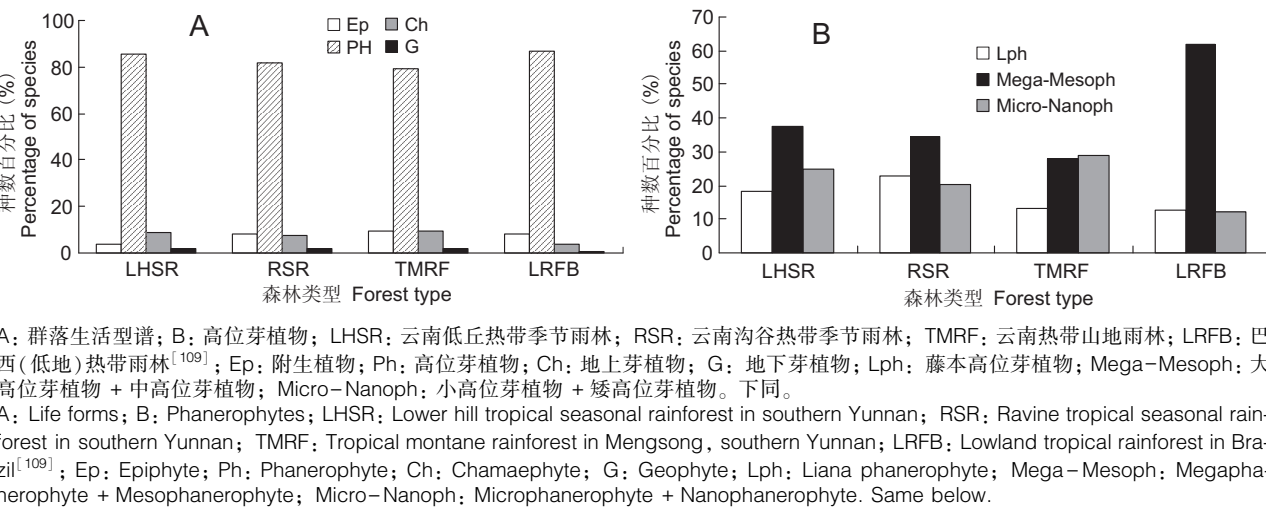 A
B
Ep
Ch
PH
G
Lph
Mega-Mesoph
Micro-Nanoph
种数百分比 (%)
Percentage of species
100
80
60
40
20
0
LHSR
RSR
TMRF
LRFB
森林类型 Forest type
种数百分比 (%)
Percentage of species
70
60
50
40
30
20
10
0
LHSR
RSR
TMRF
LRFB
森林类型 Forest type
A: 群落生活型谱; B: 高位芽植物; LHSR: 云南低丘热带季节雨林; RSR: 云南沟谷热带季节雨林; TMRF: 云南热带山地雨林; LRFB: 巴
西(低地)热带雨林[109]; Ep: 附生植物; Ph: 高位芽植物; Ch: 地上芽植物; G: 地下芽植物; Lph: 藤本高位芽植物; Mega-Mesoph: 大
高位芽植物 + 中高位芽植物; Micro-Nanoph: 小高位芽植物 + 矮高位芽植物。下同。
A: Life forms; B: Phanerophytes; LHSR: Lower hill tropical seasonal rainforest in southern Yunnan; RSR: Ravine tropical seasonal rain-
forest in southern Yunnan; TMRF: Tropical montane rainforest in Mengsong, southern Yunnan; LRFB: Lowland tropical rainforest in Bra-
zil[109]; Ep: Epiphyte; Ph: Phanerophyte; Ch: Chamaephyte; G: Geophyte; Lph: Liana phanerophyte; Mega-Mesoph: Megapha-
nerophyte + Mesophanerophyte; Micro-Nanoph: Microphanerophyte + Nanophanerophyte. Same below.